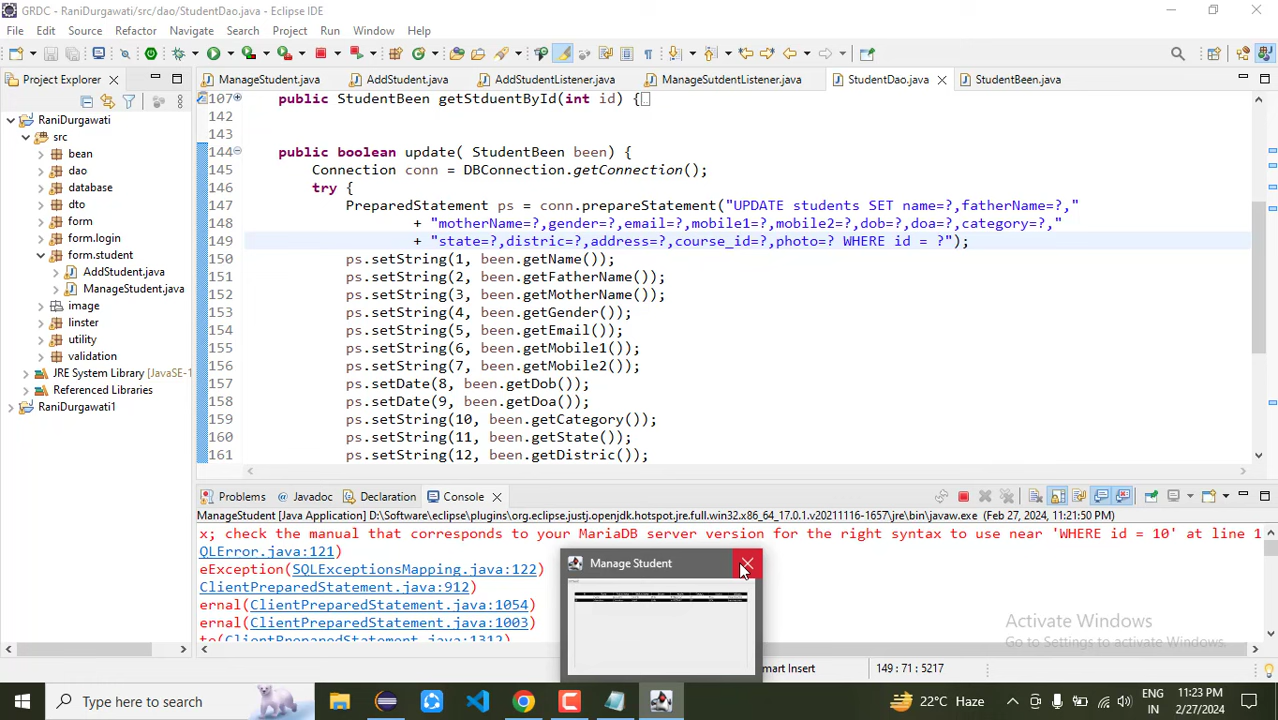 GRDC - RaniDurgawati/src/dao/StudentDao.java - Eclipse IDE
File Edit Source Refactor Navigate Search Project Run Window Help
Project Explorer
ManageStudent.java AddStudent.java AddStudentListener.java ManageSutdentListener.java StudentDao.java StudentBeen.java
RaniDurgawati
src
bean
dao
database
dto
form
form.login
form.student
AddStudent.java
ManageStudent.java
image
linster
utility
validation
JRE System Library [JavaSE-1
Referenced Libraries
RaniDurgawati1
107 public StudentBeen getStduentById(int id) {
142
143
144 public boolean update( StudentBeen been) {
145 Connection conn = DBConnection.getConnection();
146 try {
147 PreparedStatement ps = conn.prepareStatement("UPDATE students SET name=?,fatherName=?,"
148 + "motherName=?,gender=?,email=?,mobile1=?,mobile2=?,dob=?,doa=?,category=?,"
149 + "state=?,distric=?,address=?,course_id=?,photo=? WHERE id = ?");
150 ps.setString(1, been.getName());
151 ps.setString(2, been.getFatherName());
152 ps.setString(3, been.getMotherName());
153 ps.setString(4, been.getGender());
154 ps.setString(5, been.getEmail());
155 ps.setString(6, been.getMobile1());
156 ps.setString(7, been.getMobile2());
157 ps.setDate(8, been.getDob());
158 ps.setDate(9, been.getDoa());
159 ps.setString(10, been.getCategory());
160 ps.setString(11, been.getState());
161 ps.setString(12, been.getDistric());
Problems Javadoc Declaration Console
ManageStudent [Java Application] D:\Software\eclipse\plugins\org.eclipse.justj.openjdk.hotspot.jre.full.win32.x86_64_17.0.1.v20211116-1657\jre\bin\javaw.exe (Feb 27, 2024, 11:21:50 PM)
x; check the manual that corresponds to your MariaDB server version for the right syntax to use near 'WHERE id = 10' at line 1
QLError.java:121)
eException(SQLExceptionsMapping.java:122)
ClientPreparedStatement.java:912)
ernal(ClientPreparedStatement.java:1054)
ernal(ClientPreparedStatement.java:1003)
te(ClientPreparedStatement.java:1312)
Manage Student
Activate Windows
Go to Settings to activate Windows.
mart Insert 149 : 71 : 5217
Type here to search
22°C Haze
ENG
IN
11:23 PM
2/27/2024